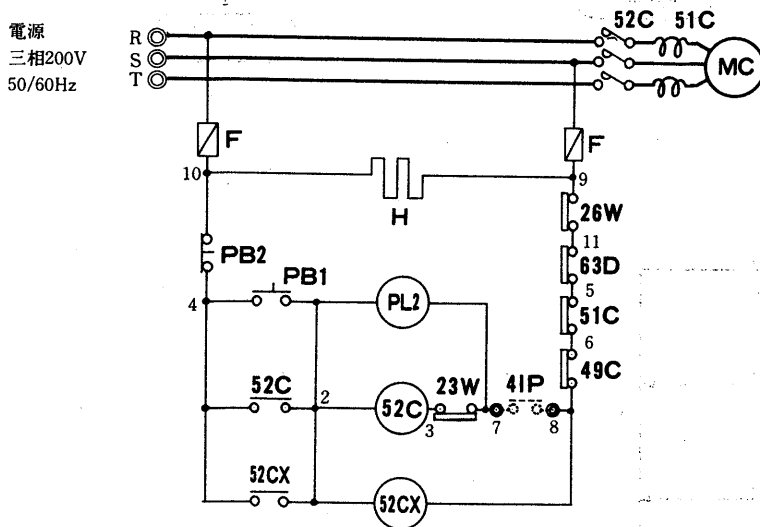 電源
三相200V
50/60Hz
R
S
T
52C
51C
MC
F
F
10
9
H
26W
11
PB2
63D
PB1
5
4
PL2
51C
6
49C
52C
2
52C
23W
41P
3
7
8
52CX
52CX